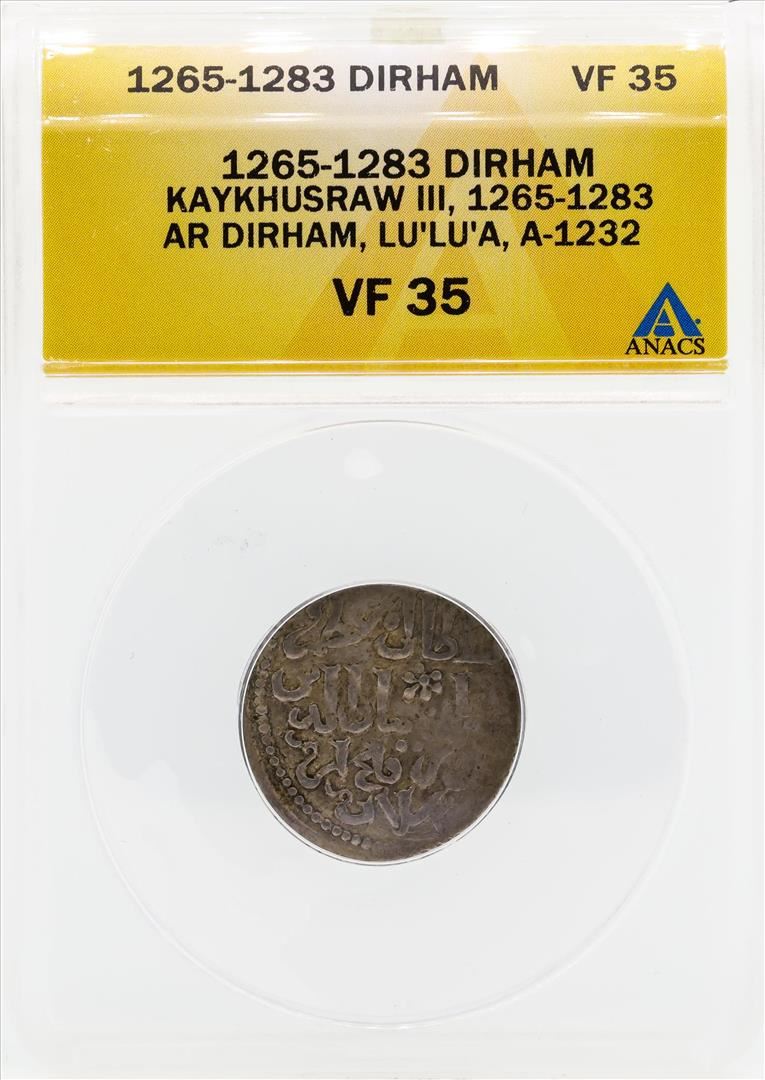 1265-1283 DIRHAM VF 35
1265-1283 DIRHAM
KAYKHUSRAW III, 1265-1283
AR DIRHAM, LU'LU'A, A-1232
VF 35
ANACS